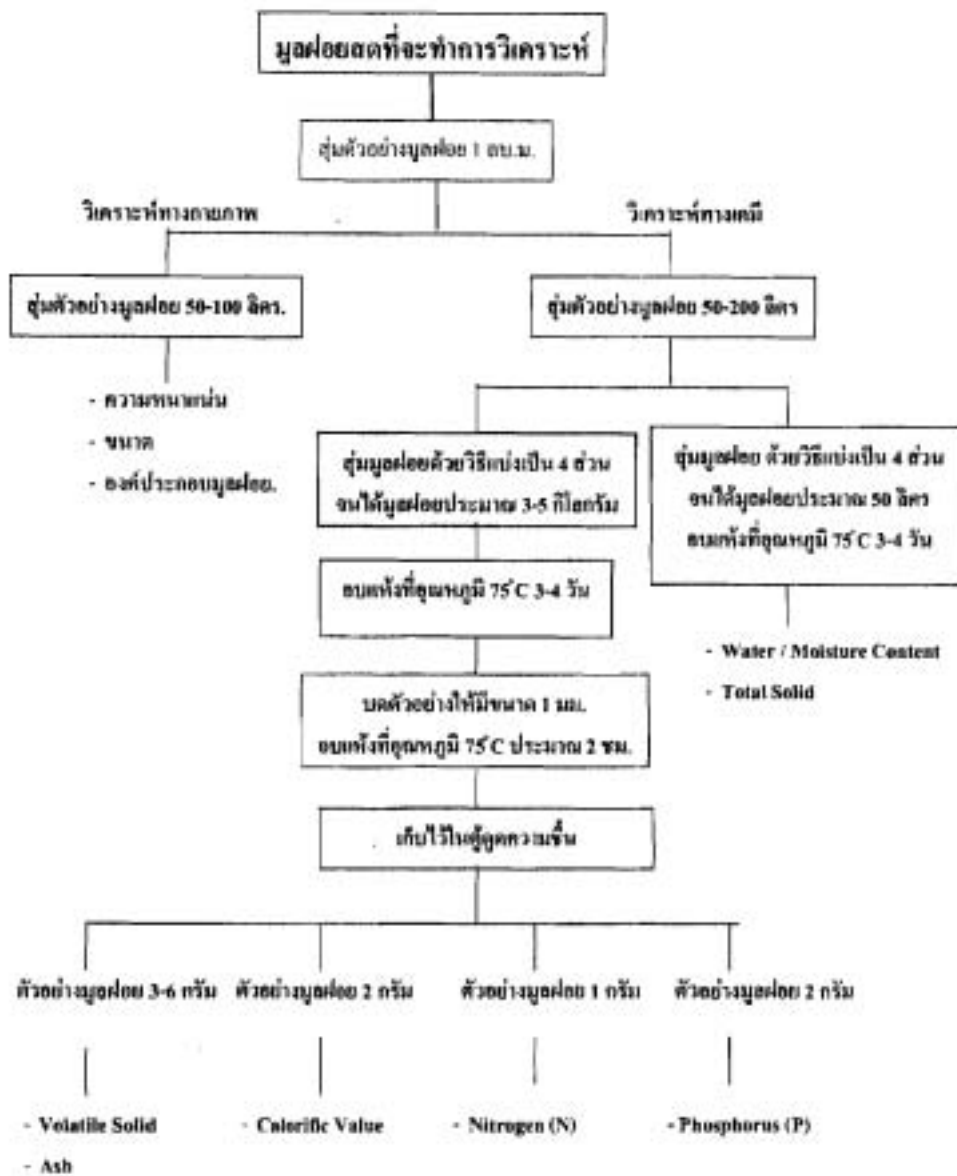 มูลฝอยสดที่จะทำการวิเคราะห์
สุ่มตัวอย่างมูลฝอย 1 ลบ.ม.
วิเคราะห์ทางกายภาพ
วิเคราะห์ทางเคมี
สุ่มตัวอย่างมูลฝอย 50-100 ลิตร.
สุ่มตัวอย่างมูลฝอย 50-200 ลิตร
- ความหนาแน่น
- ขนาด
- องค์ประกอบมูลฝอย.
สุ่มมูลฝอยด้วยวิธีแบ่งเป็น 4 ส่วน
จนได้มูลฝอยประมาณ 3-5 กิโลกรัม
สุ่มมูลฝอย ด้วยวิธีแบ่งเป็น 4 ส่วน
จนได้มูลฝอยประมาณ 50 ลิตร
อบแห้งที่อุณหภูมิ 75 ํC 3-4 วัน
อบแห้งที่อุณหภูมิ 75 ํC 3-4 วัน
- Water / Moisture Content
- Total Solid
บดตัวอย่างให้มีขนาด 1 มม.
อบแห้งที่อุณหภูมิ 75 ํC ประมาณ 2 ชม.
เก็บไว้ในตู้ดูดความชื้น
ตัวอย่างมูลฝอย 3-6 กรัม
ตัวอย่างมูลฝอย 2 กรัม
ตัวอย่างมูลฝอย 1 กรัม
ตัวอย่างมูลฝอย 2 กรัม
- Volatile Solid
- Ash
- Calorific Value
- Nitrogen (N)
- Phosphorus (P)